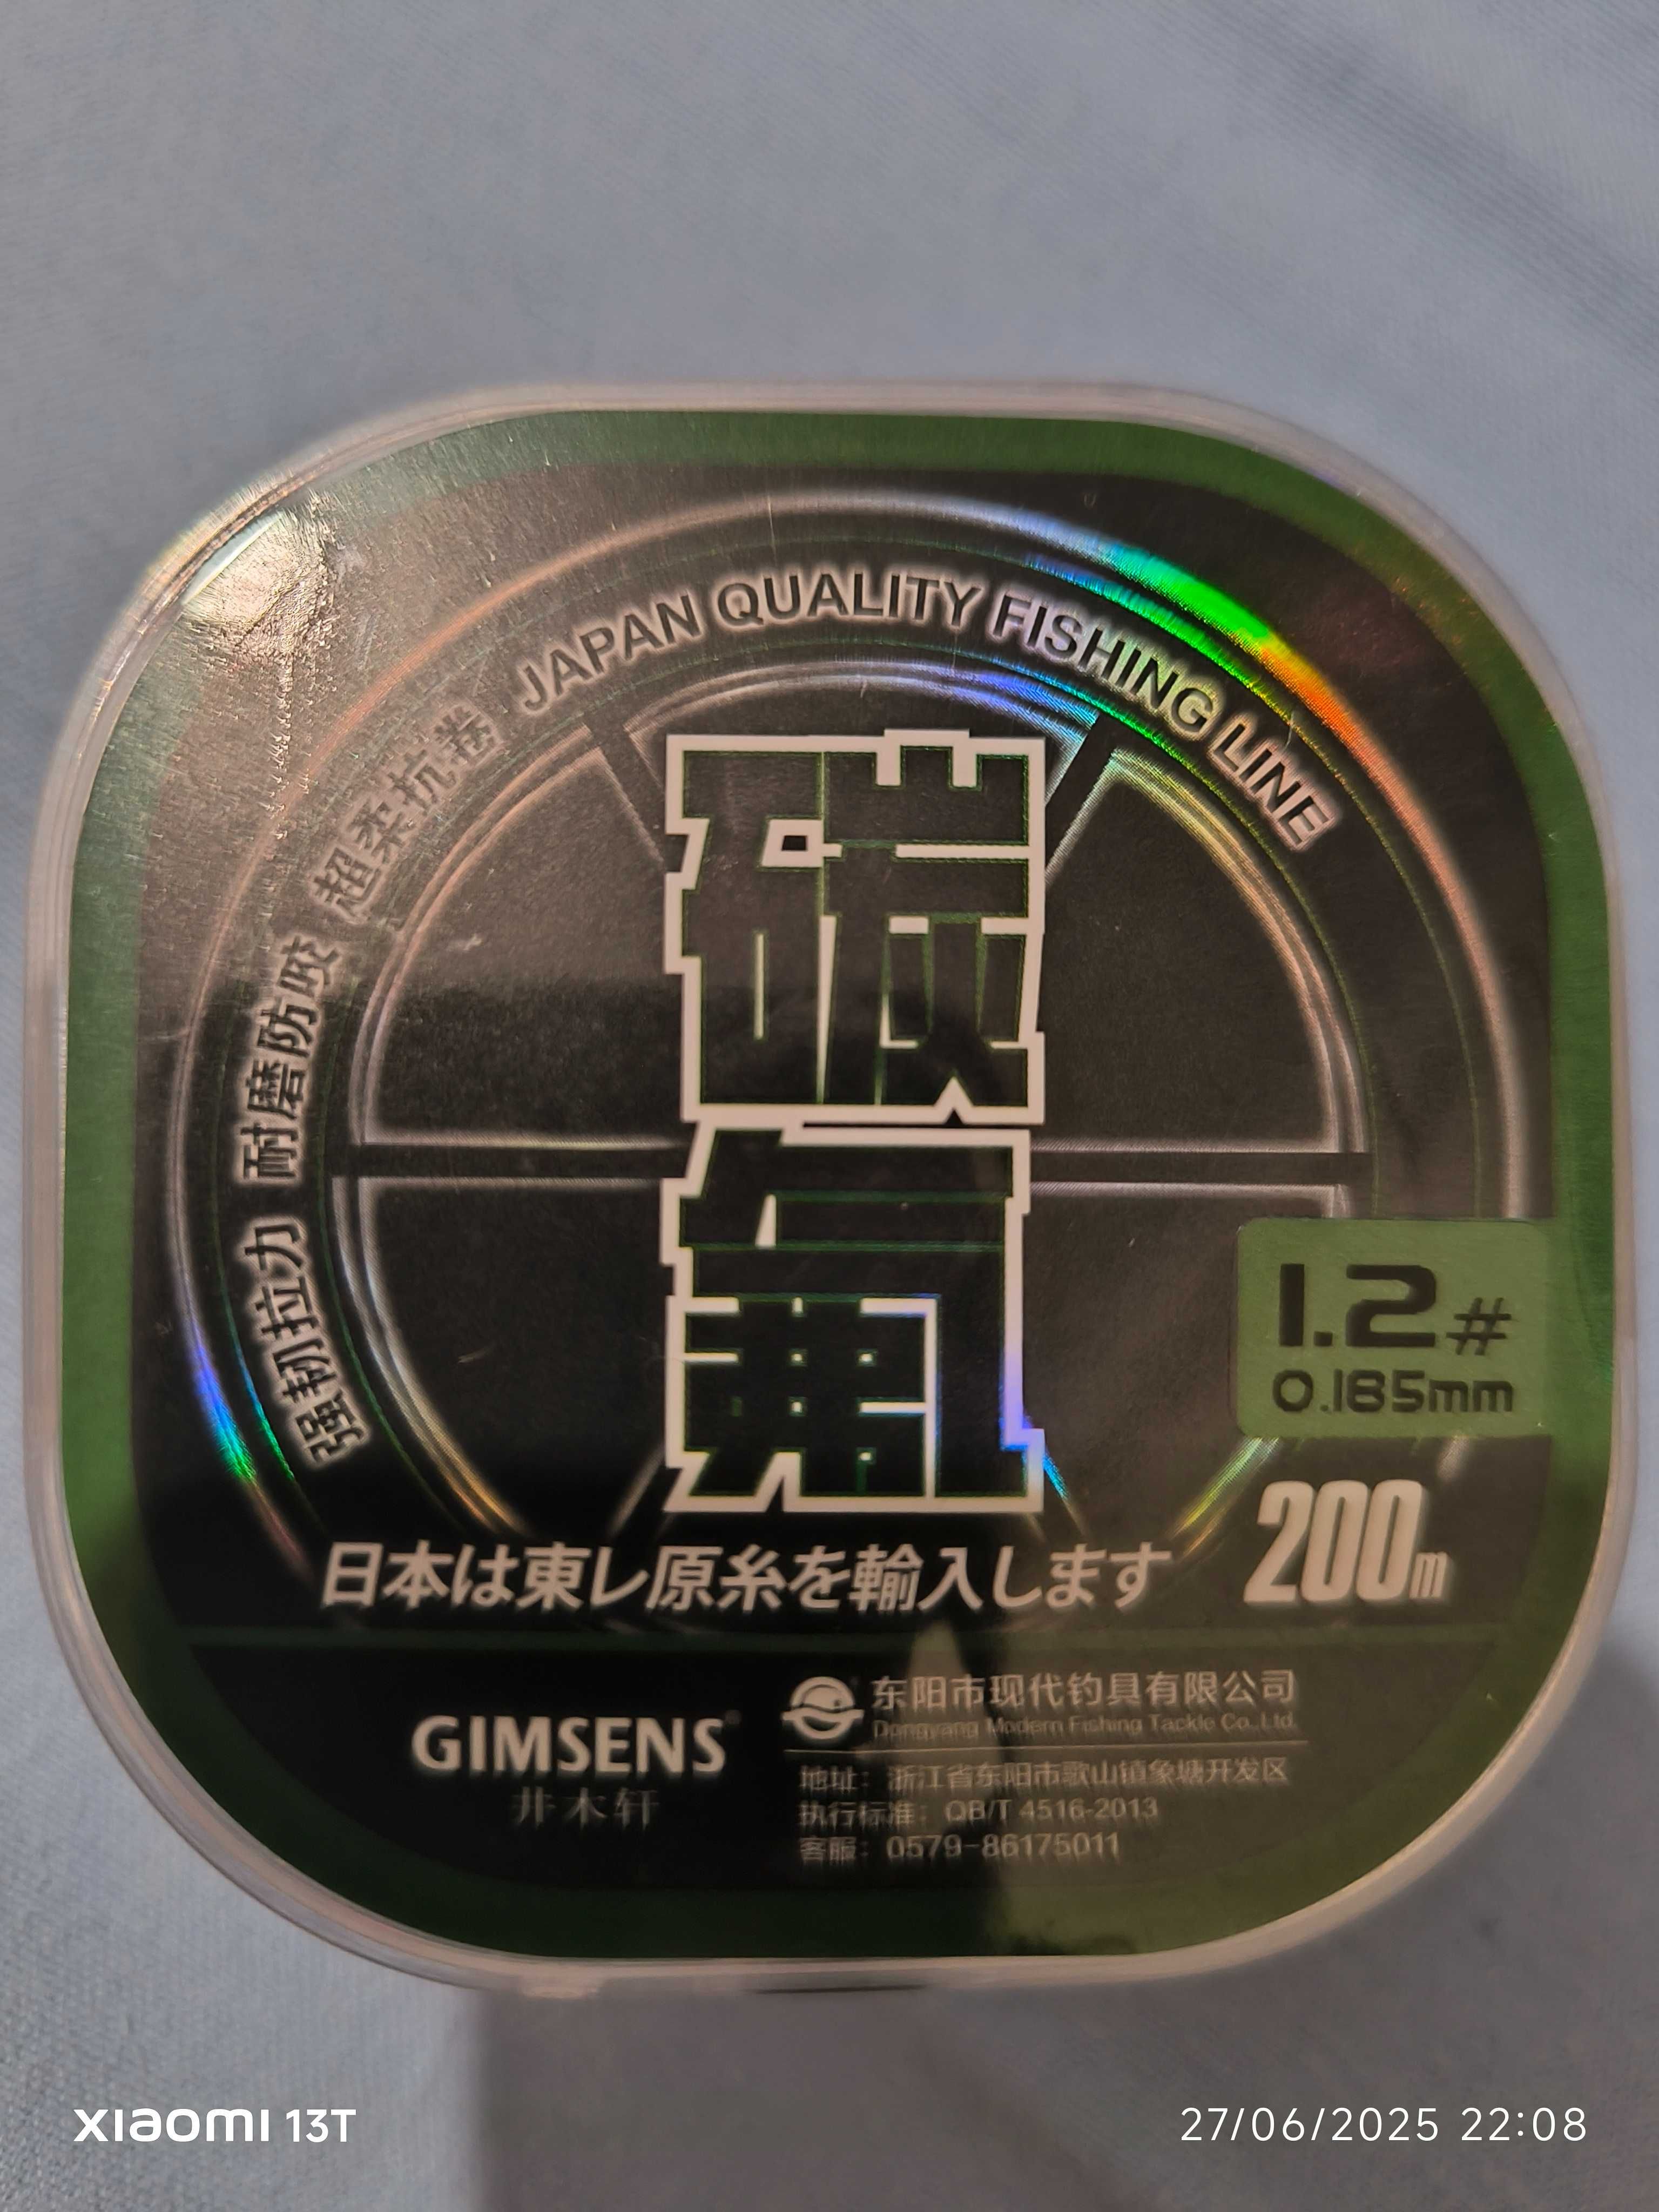 强韧拉力 耐磨防咬 超柔抗卷 JAPAN QUALITY FISHING LINE
碳氟
1.2#
0.185mm
日本は東レ原糸を輸入します
200m
GIMSENS
井木轩
东阳市现代钓具有限公司
Dongyang Modern Fishing Tackle Co.,Ltd.
地址：浙江省东阳市歌山镇象塘开发区
执行标准：QB/T 4516-2013
客服：0579-86175011
XIAOMI 13T
27/06/2025 22:08